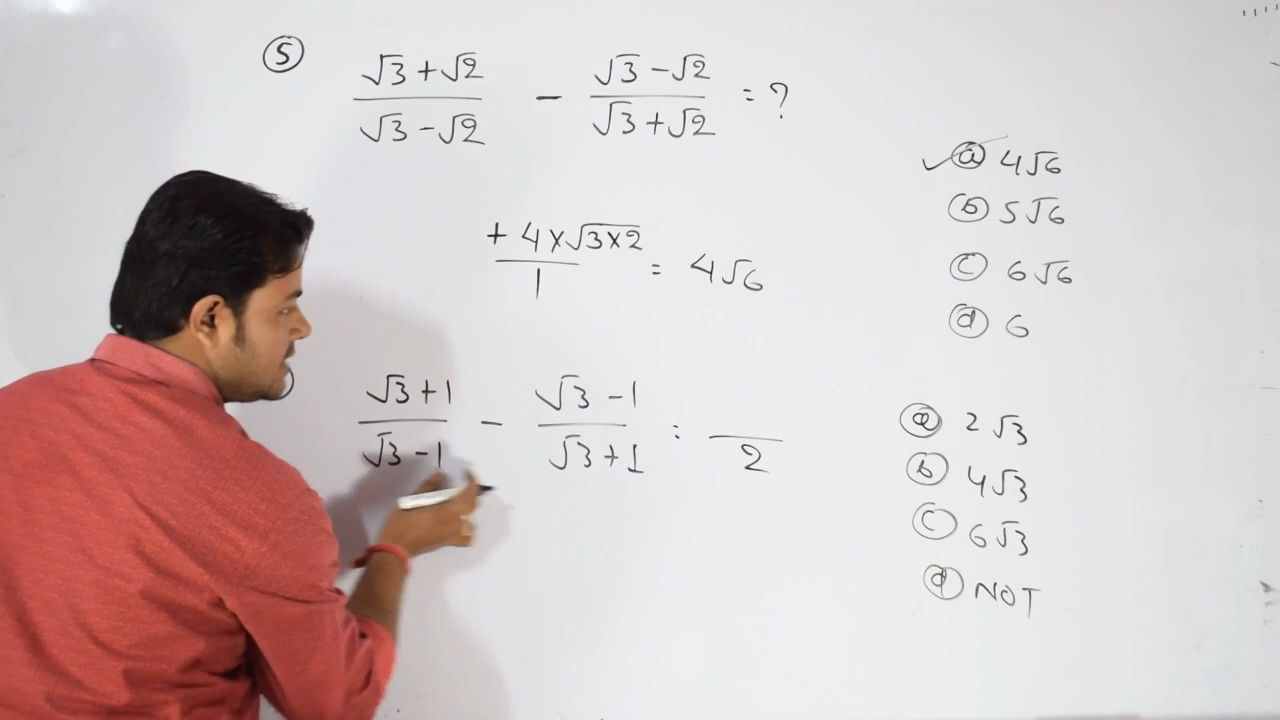 ⑤ (√3+√2)/(√3-√2) - (√3-√2)/(√3+√2) = ?
ⓐ 4√6
ⓑ 5√6
ⓒ 6√6
ⓓ 6
(+ 4×√(3×2))/1 = 4√6
(√3+1)/(√3-1) - (√3-1)/(√3+1) = /2
ⓐ 2√3
ⓑ 4√3
ⓒ 6√3
ⓓ NOT